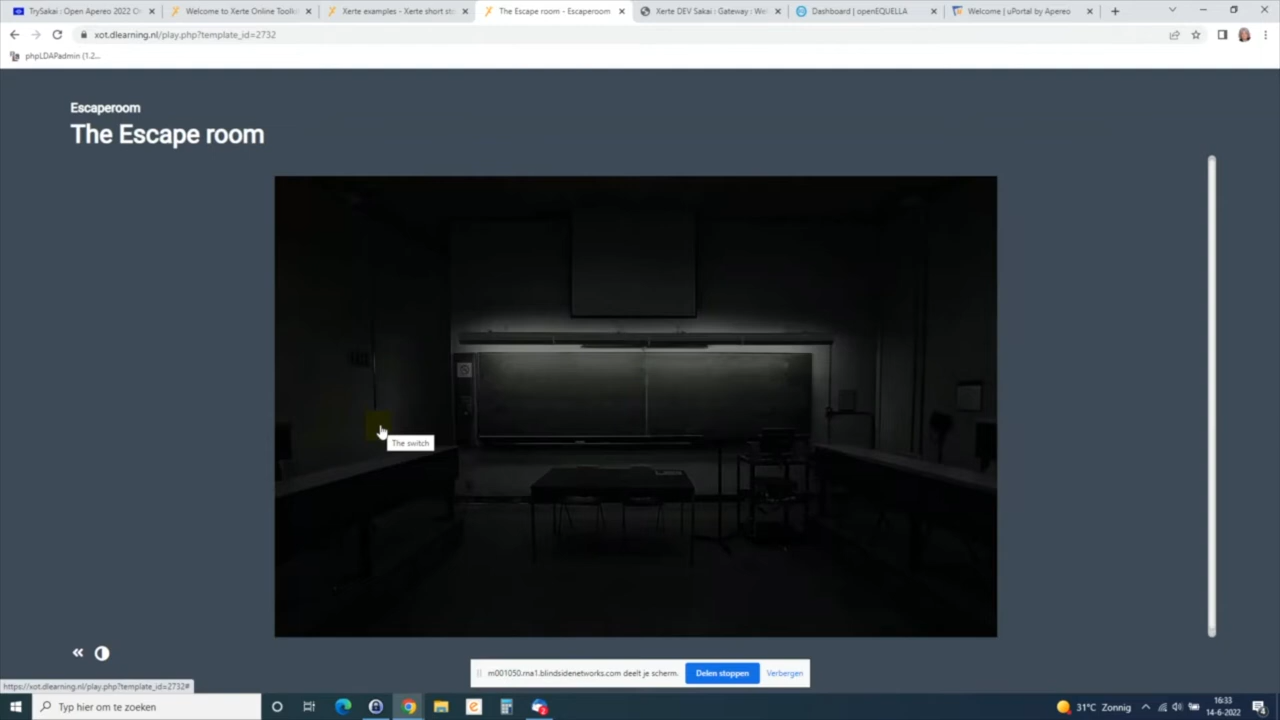 TrySakai : Open Apereo 2022 O
Welcome to Xerte Online Toolk
Xerte examples - Xerte short st
The Escape room - Escaperoom
Xerte DEV Sakai : Gateway : We
Dashboard | openEQUELLA
Welcome | uPortal by Apereo
xot.dlearning.nl/play.php?template_id=2732
phpLDAPadmin (1.2...
Escaperoom
The Escape room
The switch
m001050.rna1.blindsidenetworks.com deelt je scherm.
Delen stoppen
Verbergen
https://xot.dlearning.nl/play.php?template_id=2732#
Typ hier om te zoeken
31°C Zonnig
16:33
14-6-2022